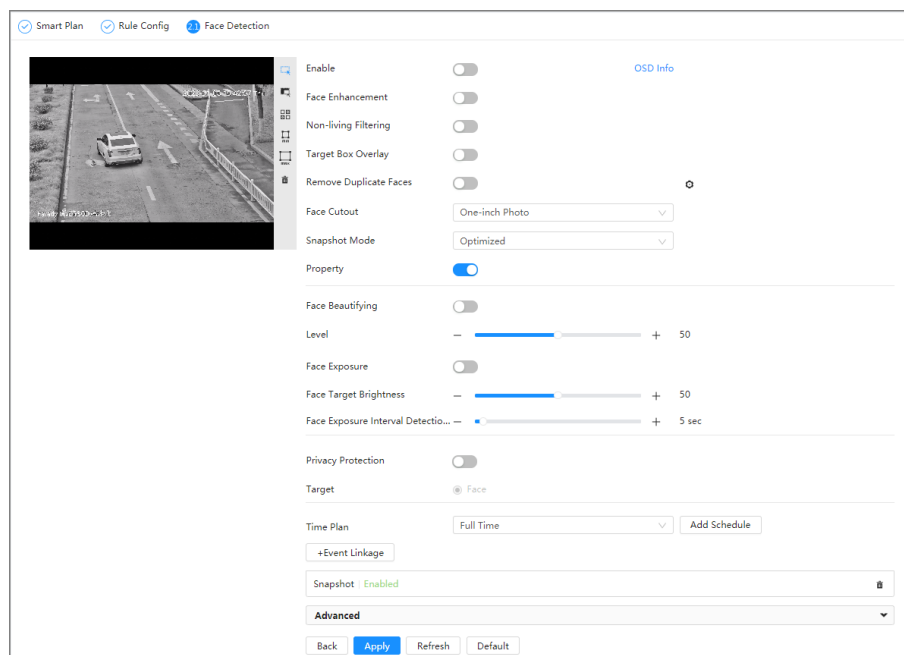 Smart Plan Rule Config 2.1 Face Detection
Enable OSD Info
Face Enhancement
Non-living Filtering
Target Box Overlay
Remove Duplicate Faces
Face Cutout One-inch Photo
Snapshot Mode Optimized
Property
Face Beautifying
Level − + 50
Face Exposure
Face Target Brightness − + 50
Face Exposure Interval Detectio... − + 5 sec
Privacy Protection
Target Face
Time Plan Full Time Add Schedule
+Event Linkage
Snapshot Enabled
Advanced
Back Apply Refresh Default